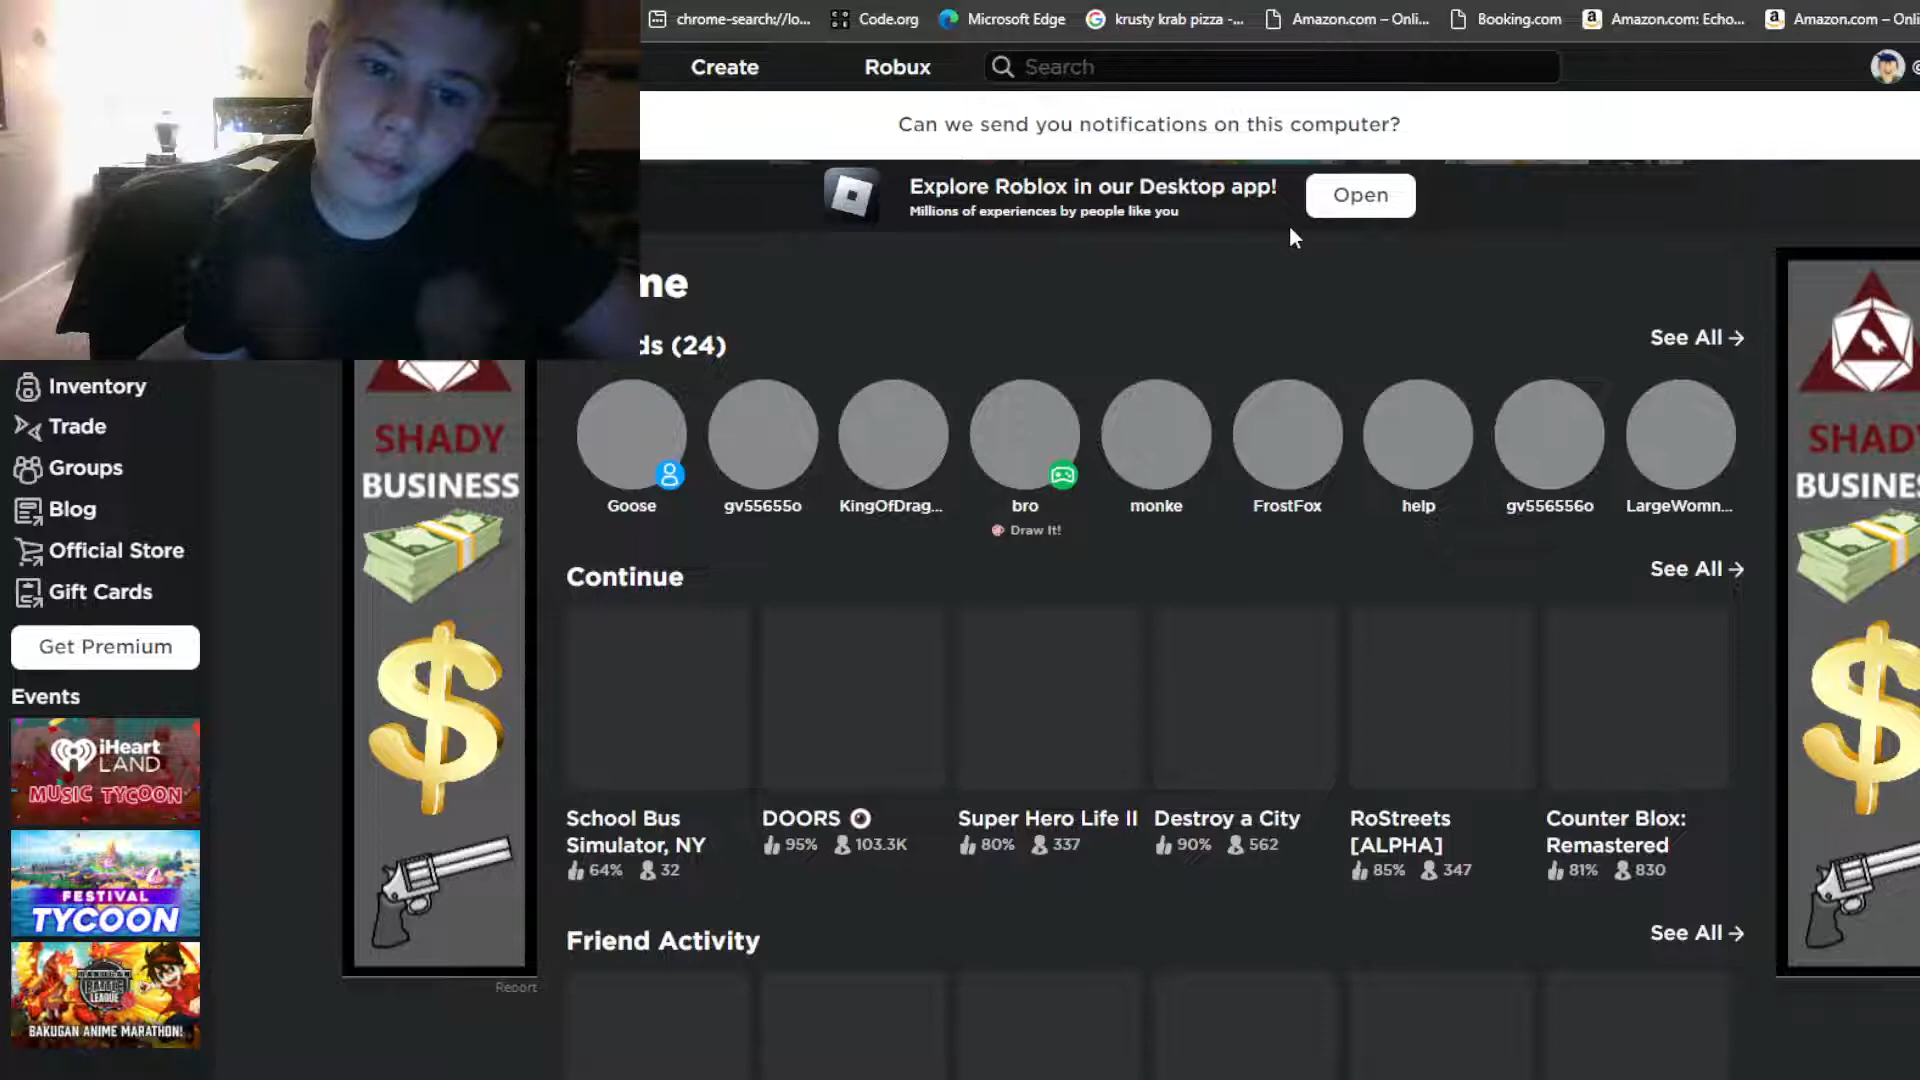 chrome-search://lo...
Code.org
Microsoft Edge
krusty krab pizza -...
Amazon.com – Onli...
Booking.com
Amazon.com: Echo...
Amazon.com – Onli
Create
Robux
Search
Can we send you notifications on this computer?
Explore Roblox in our Desktop app!
Millions of experiences by people like you
Open
me
ds (24)
See All
Goose
gv55655o
KingOfDrag...
bro
monke
FrostFox
help
gv556556o
LargeWomn...
Draw It!
Inventory
Trade
Groups
Blog
Official Store
Gift Cards
Get Premium
Events
iHeart
LAND
MUSIC TYCOON
FESTIVAL
TYCOON
BATTLE
LEAGUE
BAKUGAN ANIME MARATHON!
SHADY
BUSINESS
Report
Continue
See All
School Bus
Simulator, NY
64% 32
DOORS
95% 103.3K
Super Hero Life II
80% 337
Destroy a City
90% 562
RoStreets
[ALPHA]
85% 347
Counter Blox:
Remastered
81% 830
Friend Activity
See All
SHAD
BUSINES